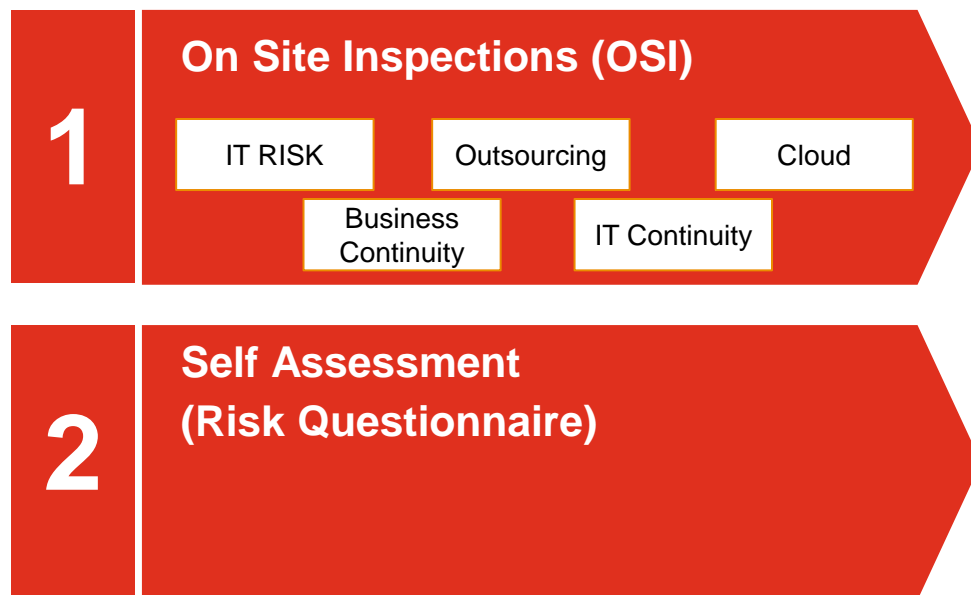 1
On Site Inspections (OSI)
IT RISK
Outsourcing
Cloud
Business
Continuity
IT Continuity
2
Self Assessment
(Risk Questionnaire)